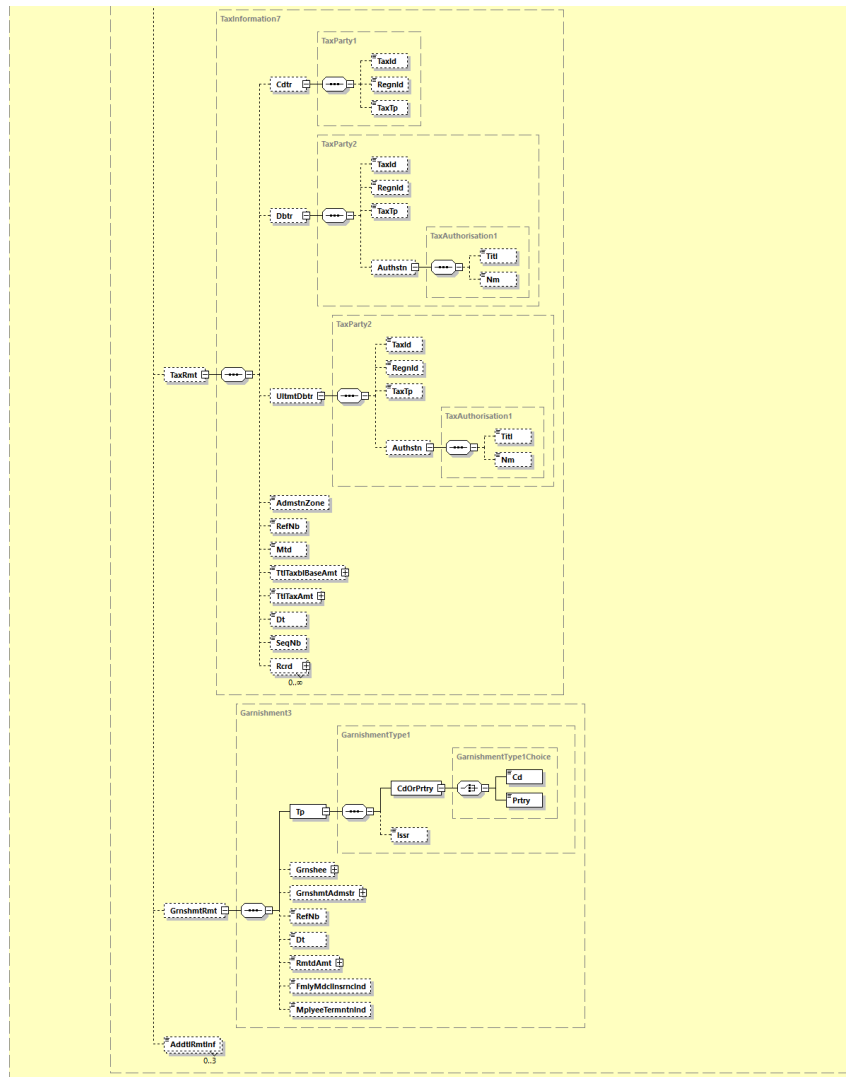 TaxInformation7
TaxParty1
TaxId
Cdtr
RegnId
TaxTp
TaxParty2
TaxId
RegnId
Dbtr
TaxTp
TaxAuthorisation1
Titl
Authstn
Nm
TaxParty2
TaxId
RegnId
TaxRmt
UltmtDbtr
TaxTp
TaxAuthorisation1
Titl
Authstn
Nm
AdmstnZone
RefNb
Mtd
TtlTaxblBaseAmt
TtlTaxAmt
Dt
SeqNb
Rcrd
0..∞
Garnishment3
GarnishmentType1
GarnishmentType1Choice
Cd
CdOrPrtry
Prtry
Tp
Issr
Grnshee
GrnshmtAdmstr
GrnshmtRmt
RefNb
Dt
RmtdAmt
FmlyMdclInsrncInd
MplyeeTermntnInd
AddtlRmtInf
0..3